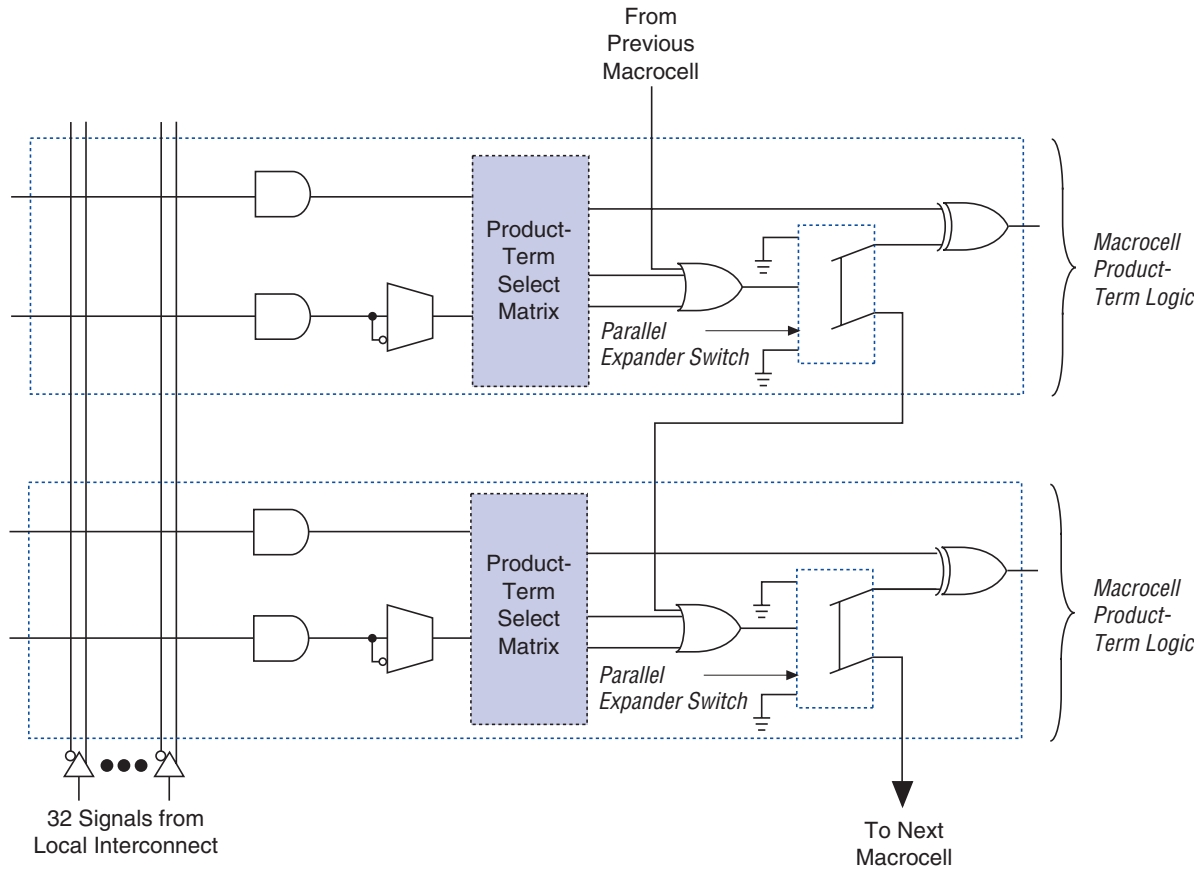 From
Previous
Macrocell
Product-
Term
Select
Matrix
Parallel
Expander Switch
Macrocell
Product-
Term Logic
Product-
Term
Select
Matrix
Parallel
Expander Switch
Macrocell
Product-
Term Logic
32 Signals from
Local Interconnect
To Next
Macrocell